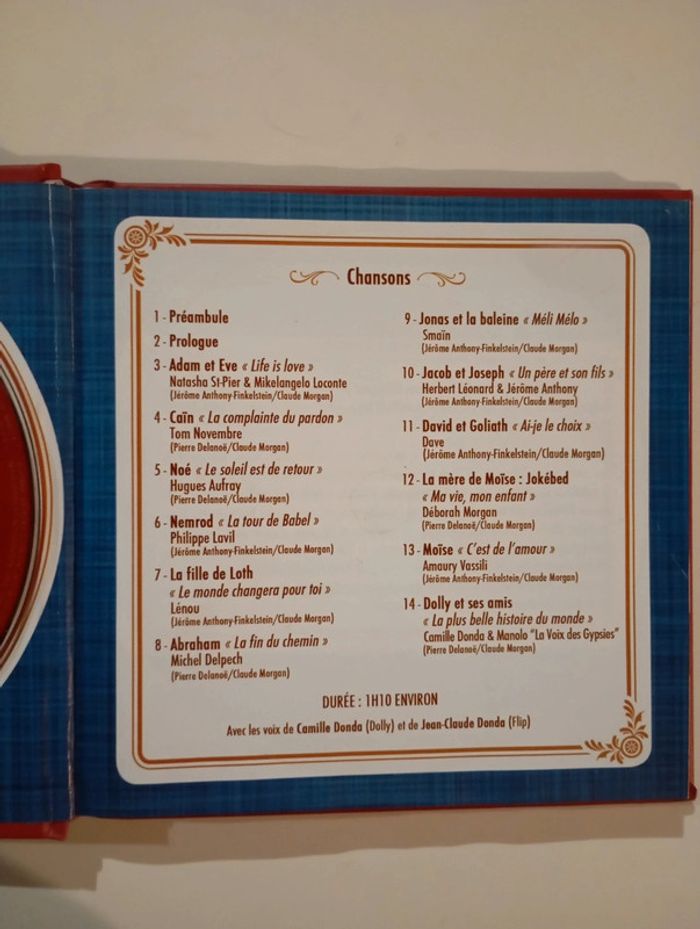 Chansons
1 - Préambule
2 - Prologue
3 - Adam et Eve « Life is love »
Natasha St-Pier & Mikelangelo Loconte
(Jérôme Anthony-Finkelstein/Claude Morgan)
4 - Caïn « La complainte du pardon »
Tom Novembre
(Pierre Delanoë/Claude Morgan)
5 - Noé « Le soleil est de retour »
Hugues Aufray
(Pierre Delanoë/Claude Morgan)
6 - Nemrod « La tour de Babel »
Philippe Lavil
(Jérôme Anthony-Finkelstein/Claude Morgan)
7 - La fille de Loth
« Le monde changera pour toi »
Lénou
(Jérôme Anthony-Finkelstein/Claude Morgan)
8 - Abraham « La fin du chemin »
Michel Delpech
(Pierre Delanoë/Claude Morgan)
9 - Jonas et la baleine « Méli Mélo »
Smaïn
(Jérôme Anthony-Finkelstein/Claude Morgan)
10 - Jacob et Joseph « Un père et son fils »
Herbert Léonard & Jérôme Anthony
(Jérôme Anthony-Finkelstein/Claude Morgan)
11 - David et Goliath « Ai-je le choix »
Dave
(Jérôme Anthony-Finkelstein/Claude Morgan)
12 - La mère de Moïse : Jokébed
« Ma vie, mon enfant »
Déborah Morgan
(Pierre Delanoë/Claude Morgan)
13 - Moïse « C'est de l'amour »
Amaury Vassili
(Jérôme Anthony-Finkelstein/Claude Morgan)
14 - Dolly et ses amis
« La plus belle histoire du monde »
Camille Donda & Manolo "La Voix des Gypsies"
(Pierre Delanoë/Claude Morgan)
DURÉE : 1H10 ENVIRON
Avec les voix de Camille Donda (Dolly) et de Jean-Claude Donda (Flip)